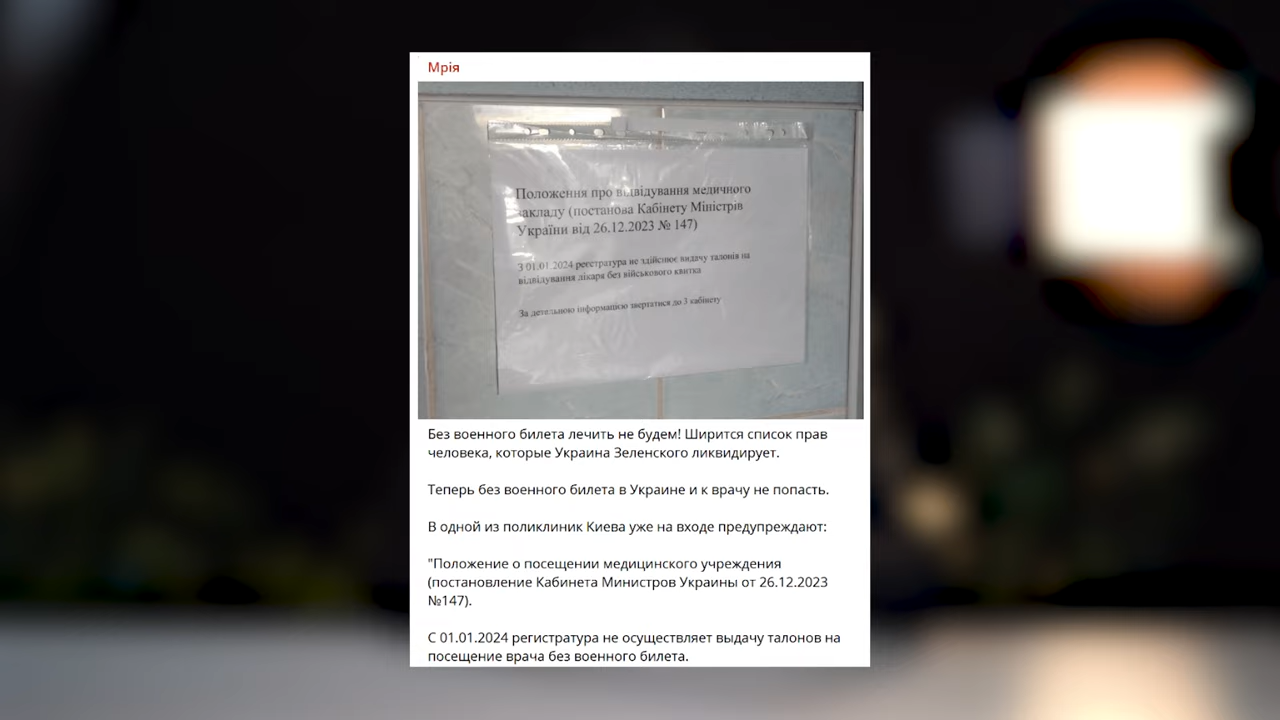 Мрія
Положення про відвідування медичного
закладу (постанова Кабінету Міністрів
України від 26.12.2023 № 147)
З 01.01.2024 реєстратура не здійснює видачу талонів на
відвідування лікаря без військового квитка
За детальною інформацією звертатися до 3 кабінету
Без военного билета лечить не будем! Ширится список прав
человека, которые Украина Зеленского ликвидирует.
Теперь без военного билета в Украине и к врачу не попасть.
В одной из поликлиник Киева уже на входе предупреждают:
"Положение о посещении медицинского учреждения
(постановление Кабинета Министров Украины от 26.12.2023
№147).
С 01.01.2024 регистратура не осуществляет выдачу талонов на
посещение врача без военного билета.